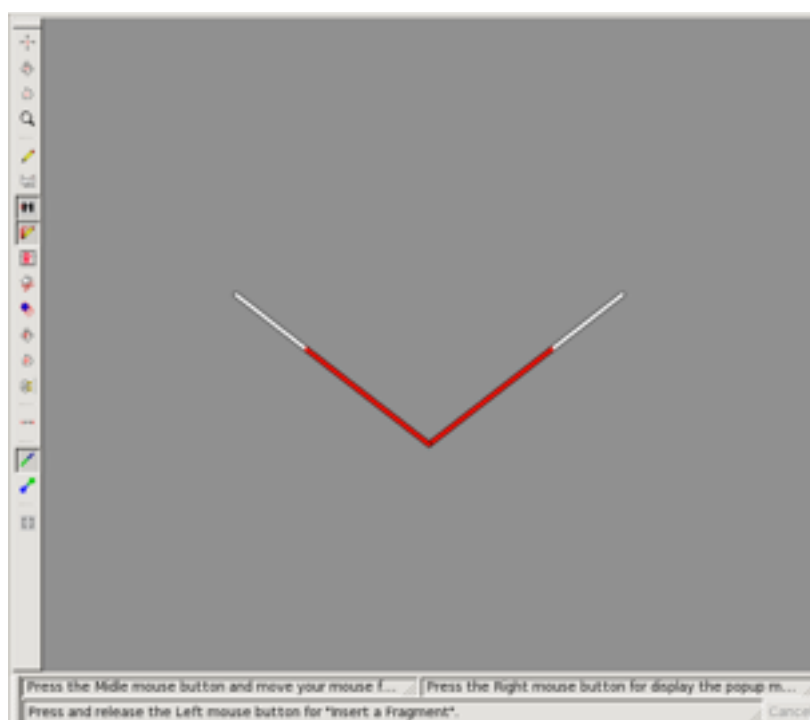 Press the Midle mouse button and move your mouse f... Press the Right mouse button for display the popup m...
Press and release the Left mouse button for "Insert a Fragment". Cance